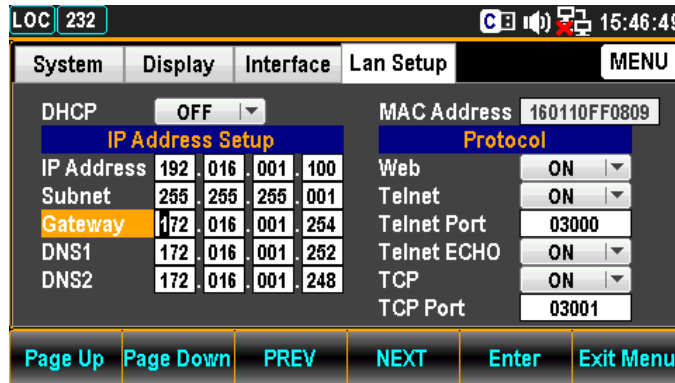 LOC 232 C 15:46:49
System Display Interface Lan Setup MENU
DHCP OFF
IP Address Setup
IP Address 192.016.001.100
Subnet 255.255.255.001
Gateway 172.016.001.254
DNS1 172.016.001.252
DNS2 172.016.001.248
MAC Address 160110FF0809
Protocol
Web ON
Telnet ON
Telnet Port 03000
Telnet ECHO ON
TCP ON
TCP Port 03001
Page Up Page Down PREV NEXT Enter Exit Menu